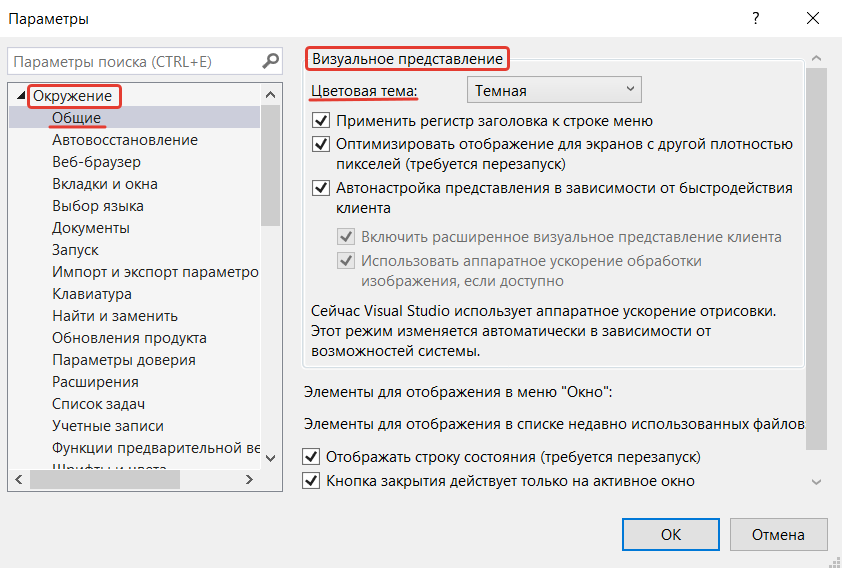 Параметры
?
Параметры поиска (CTRL+E)
Окружение
Общие
Автовосстановление
Веб-браузер
Вкладки и окна
Выбор языка
Документы
Запуск
Импорт и экспорт параметро
Клавиатура
Найти и заменить
Обновления продукта
Параметры доверия
Расширения
Список задач
Учетные записи
Функции предварительной ве
Шрифты и цвета
Визуальное представление
Цветовая тема: Темная
Применить регистр заголовка к строке меню
Оптимизировать отображение для экранов с другой плотностью
пикселей (требуется перезапуск)
Автонастройка представления в зависимости от быстродействия
клиента
Включить расширенное визуальное представление клиента
Использовать аппаратное ускорение обработки
изображения, если доступно
Сейчас Visual Studio использует аппаратное ускорение отрисовки.
Этот режим изменяется автоматически в зависимости от
возможностей системы.
Элементы для отображения в меню "Окно":
Элементы для отображения в списке недавно использованных файлов:
Отображать строку состояния (требуется перезапуск)
Кнопка закрытия действует только на активное окно
ОК
Отмена